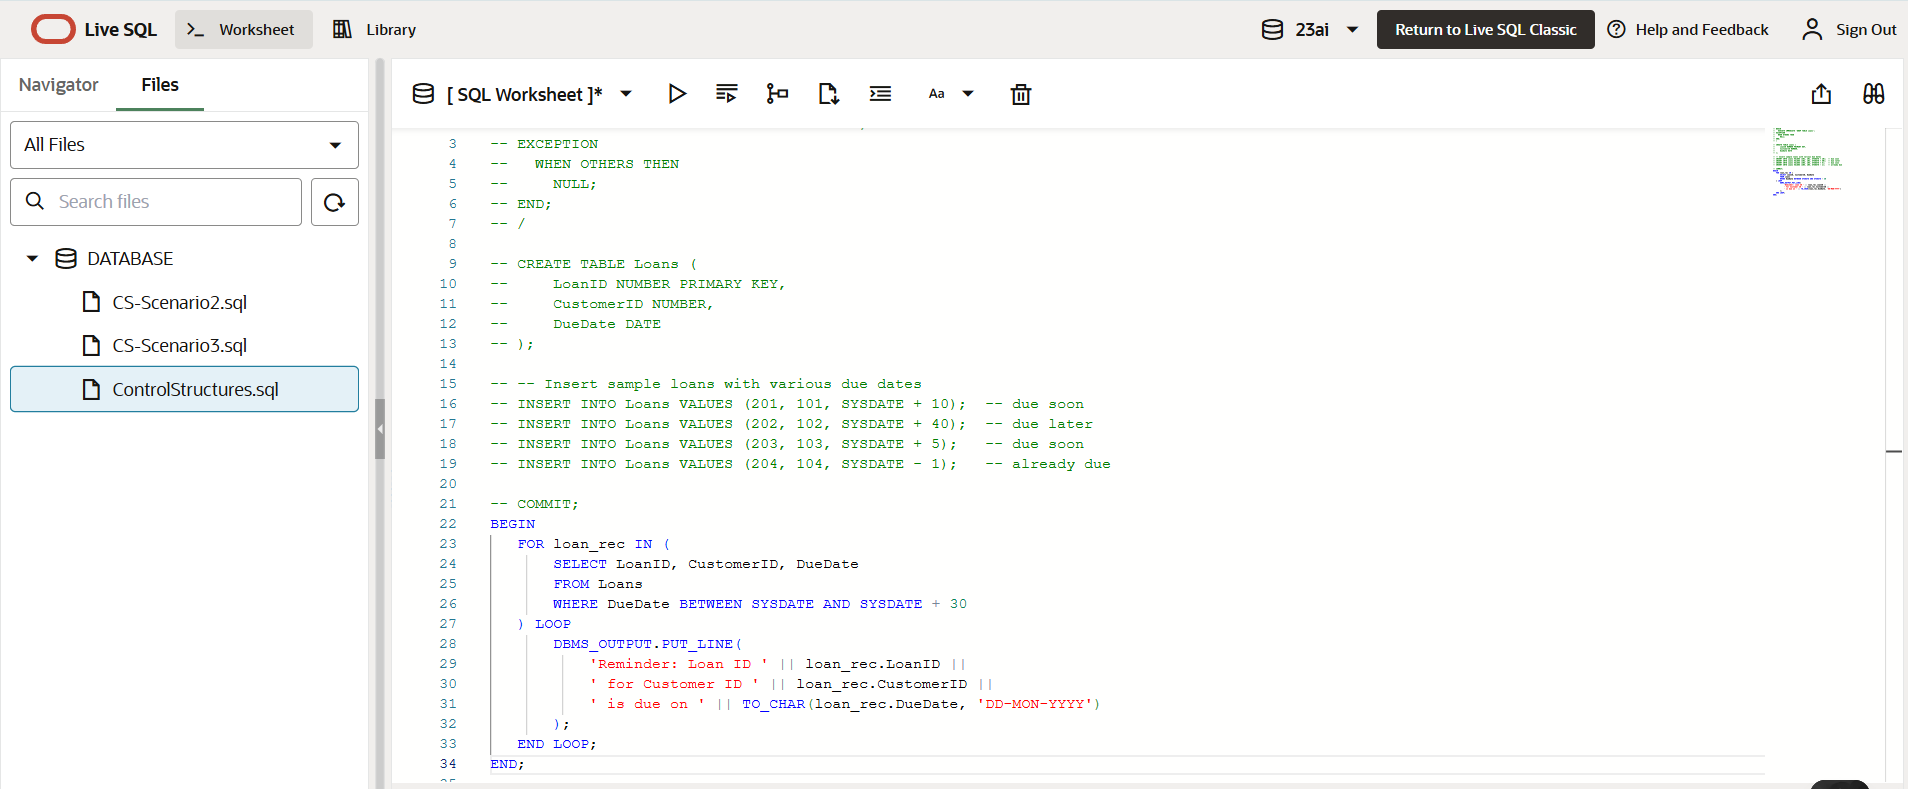 Live SQL
Worksheet
Library
23ai
Return to Live SQL Classic
Help and Feedback
Sign Out
Navigator
Files
All Files
Search files
DATABASE
CS-Scenario2.sql
CS-Scenario3.sql
ControlStructures.sql
[ SQL Worksheet ]*
Aa
3 -- EXCEPTION
4 --   WHEN OTHERS THEN
5 --     NULL;
6 -- END;
7 -- /
8
9 -- CREATE TABLE Loans (
10 --     LoanID NUMBER PRIMARY KEY,
11 --     CustomerID NUMBER,
12 --     DueDate DATE
13 -- );
14
15 -- -- Insert sample loans with various due dates
16 -- INSERT INTO Loans VALUES (201, 101, SYSDATE + 10);  -- due soon
17 -- INSERT INTO Loans VALUES (202, 102, SYSDATE + 40);  -- due later
18 -- INSERT INTO Loans VALUES (203, 103, SYSDATE + 5);   -- due soon
19 -- INSERT INTO Loans VALUES (204, 104, SYSDATE - 1);   -- already due
20
21 -- COMMIT;
22 BEGIN
23    FOR loan_rec IN (
24        SELECT LoanID, CustomerID, DueDate
25        FROM Loans
26        WHERE DueDate BETWEEN SYSDATE AND SYSDATE + 30
27    ) LOOP
28        DBMS_OUTPUT.PUT_LINE(
29            'Reminder: Loan ID ' || loan_rec.LoanID ||
30            ' for Customer ID ' || loan_rec.CustomerID ||
31            ' is due on ' || TO_CHAR(loan_rec.DueDate, 'DD-MON-YYYY')
32        );
33    END LOOP;
34 END;